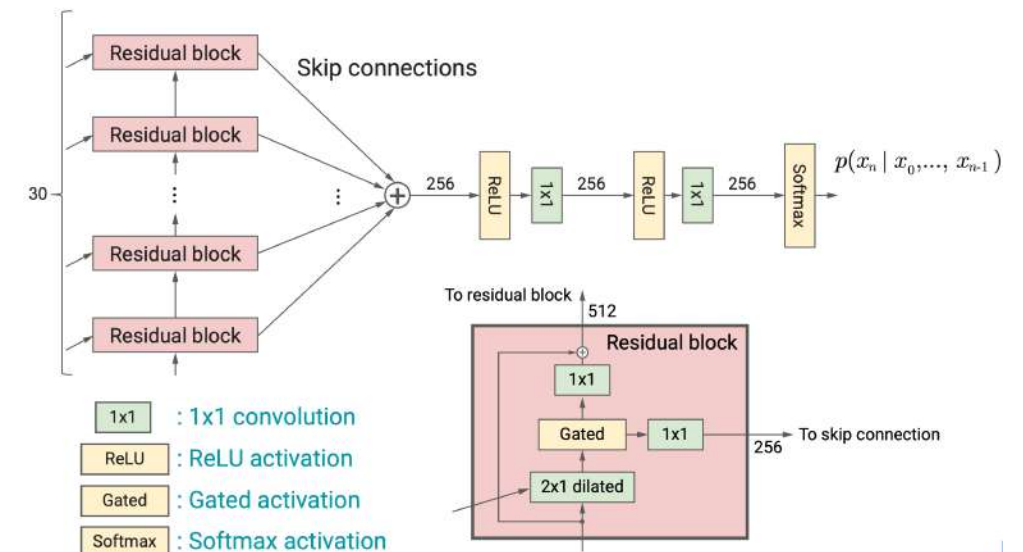 Residual block
Skip connections
Residual block
30
⋮
⋮
Residual block
Residual block
+
256
ReLU
1x1
256
ReLU
1x1
256
Softmax
p(xₙ | x₀,..., xₙ₋₁)
To residual block
512
Residual block
+
1x1
Gated
1x1
256
To skip connection
2x1 dilated
1x1 : 1x1 convolution
ReLU : ReLU activation
Gated : Gated activation
Softmax : Softmax activation